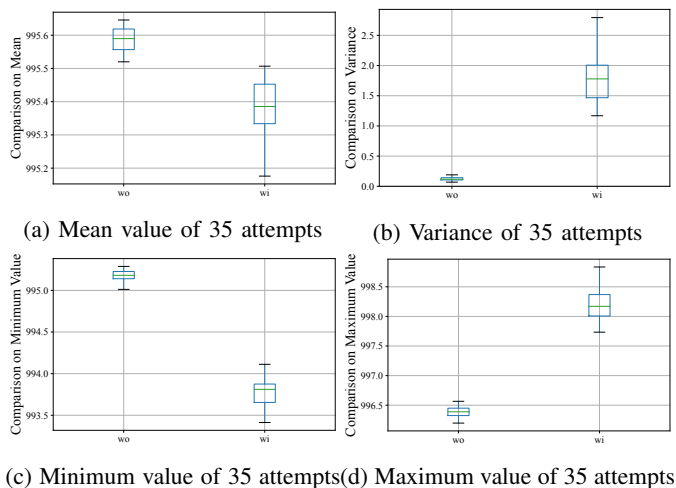 Comparison on Mean
995.6
995.5
995.4
995.3
995.2
wo
wi
(a) Mean value of 35 attempts
Comparison on Variance
2.5
2.0
1.5
1.0
0.5
0.0
wo
wi
(b) Variance of 35 attempts
Comparison on Minimum Value
995.0
994.5
994.0
993.5
wo
wi
(c) Minimum value of 35 attempts
Comparison on Maximum Value
998.5
998.0
997.5
997.0
996.5
wo
wi
(d) Maximum value of 35 attempts